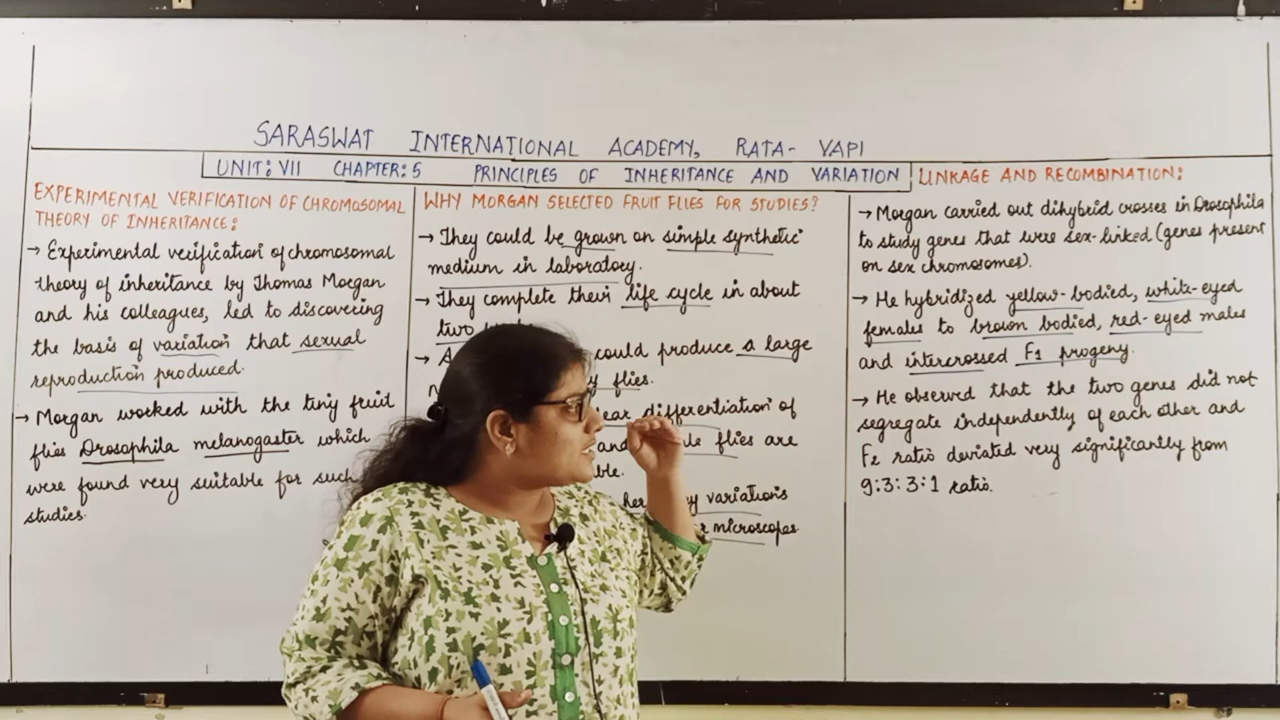 SARASWAT INTERNATIONAL ACADEMY, RATA- VAPI
UNIT: VII CHAPTER: 5 PRINCIPLES OF INHERITANCE AND VARIATION
EXPERIMENTAL VERIFICATION OF CHROMOSOMAL
THEORY OF INHERITANCE:
→ Experimental verification of chromosomal
theory of inheritance by Thomas Morgan
and his colleagues, led to discovering
the basis of variation that sexual
reproduction produced.
→ Morgan worked with the tiny fruid
flies Drosophila melanogaster which
were found very suitable for such
studies.
WHY MORGAN SELECTED FRUIT FLIES FOR STUDIES?
→ They could be grown on simple synthetic
medium in laboratory.
→ They complete their life cycle in about
two
→ could produce a large
flies.
differentiation of
and flies are
variations
microscopes
LINKAGE AND RECOMBINATION:
→ Morgan carried out dihybrid crosses in Drosophila
to study genes that were sex-linked (genes present
on sex chromosomes).
→ He hybridized yellow-bodied, white-eyed
females to brown bodied, red-eyed males
and intercrossed F1 progeny.
→ He observed that the two genes did not
segregate independently of each other and
F2 ratio deviated very significantly from
9:3:3:1 ratio.